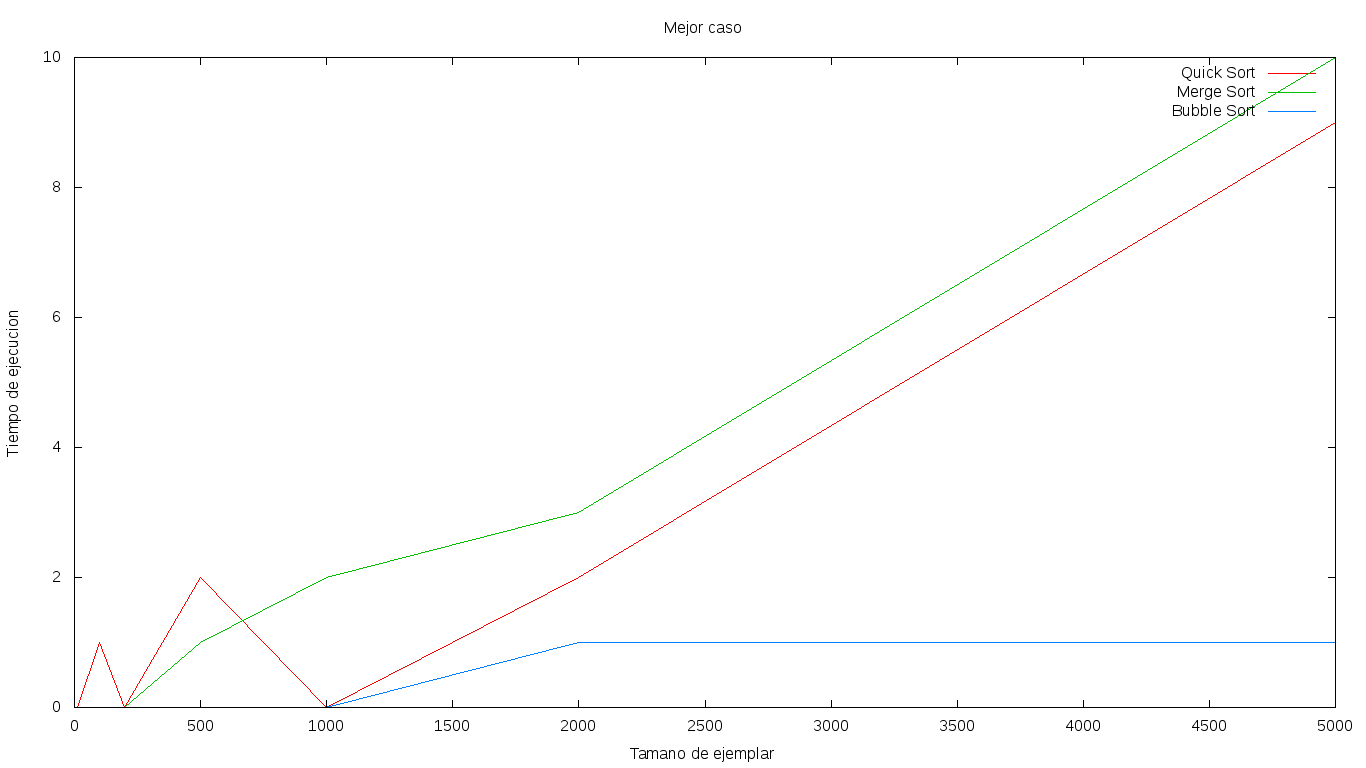 Mejor caso
10
8
6
4
2
0
Tiempo de ejecucion
Quick Sort
Merge Sort
Bubble Sort
0 500 1000 1500 2000 2500 3000 3500 4000 4500 5000
Tamano de ejemplar